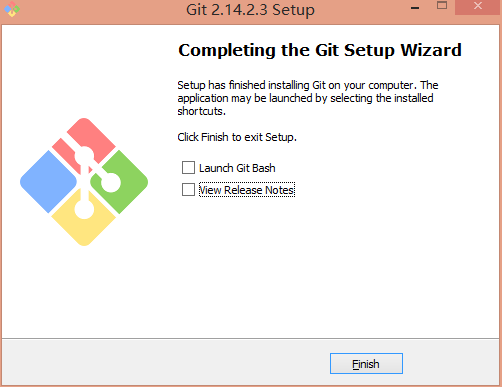 Git 2.14.2.3 Setup
Completing the Git Setup Wizard
Setup has finished installing Git on your computer. The
application may be launched by selecting the installed
shortcuts.
Click Finish to exit Setup.
Launch Git Bash
View Release Notes
Finish